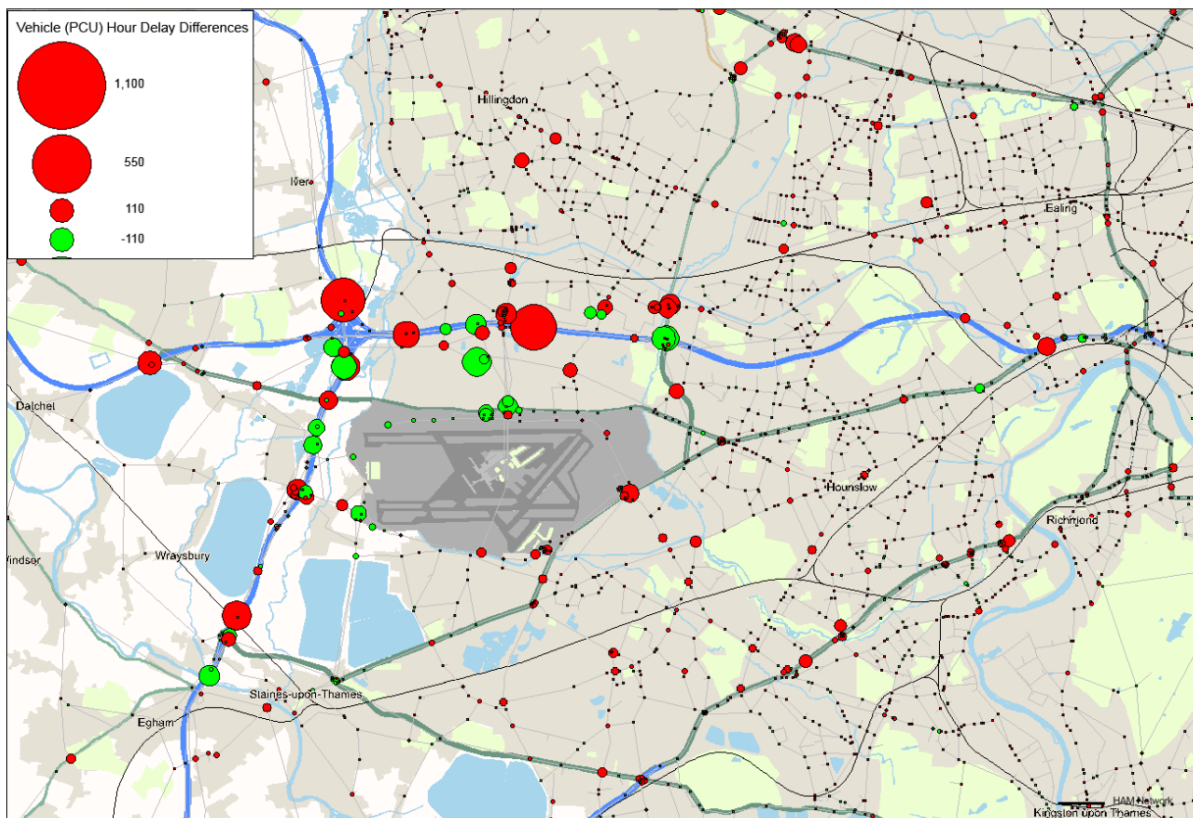 Vehicle (PCU) Hour Delay Differences
1,100
550
110
-110
Hillingdon
Iver
Ealing
Datchet
Hounslow
Richmond
Wraysbury
Windsor
Staines-upon-Thames
Egham
HAM Network
Kingston upon Thames